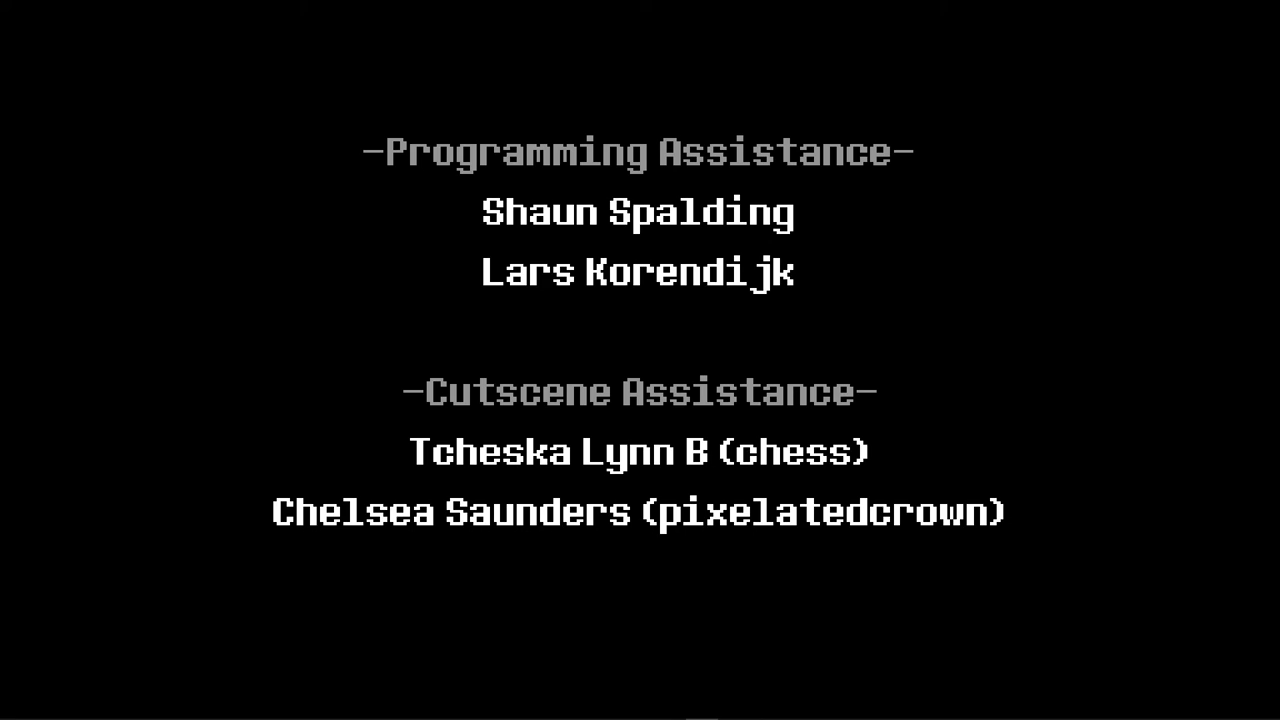 -Programming Assistance-
Shaun Spalding
Lars Korendijk
-Cutscene Assistance-
Tcheska Lynn B (chess)
Chelsea Saunders (pixelatedcrown)